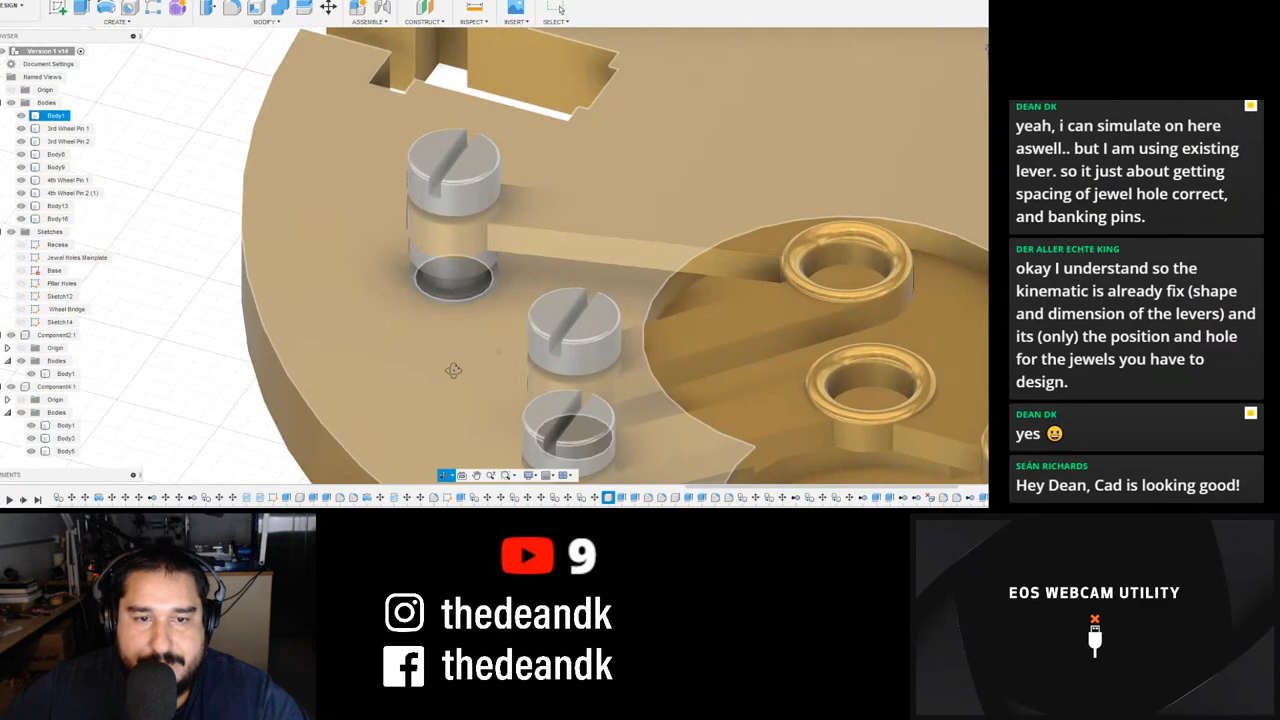 CREATE
MODIFY
ASSEMBLE
CONSTRUCT
INSPECT
INSERT
SELECT
Version 1 v14
Document Settings
Named Views
Origin
Bodies
Body1
3rd Wheel Pin 1
3rd Wheel Pin 2
Body8
Body9
4th Wheel Pin 1
4th Wheel Pin 2 (1)
Body13
Body16
Sketches
Recess
Jewel Holes Mainplate
Base
Pillar Holes
Sketch12
Wheel Bridge
Sketch14
Component2:1
Origin
Bodies
Body1
Component4:1
Origin
Bodies
Body1
Body3
Body5
DEAN DK
yeah, i can simulate on here
aswell.. but I am using existing
lever. so it just about getting
spacing of jewel hole correct,
and banking pins.
DER ALLER ECHTE KING
okay I understand so the
kinematic is already fix (shape
and dimension of the levers) and
its (only) the position and hole
for the jewels you have to
design.
DEAN DK
yes 😀
SEÁN RICHARDS
Hey Dean, Cad is looking good!
9
thedeandk
thedeandk
EOS WEBCAM UTILITY